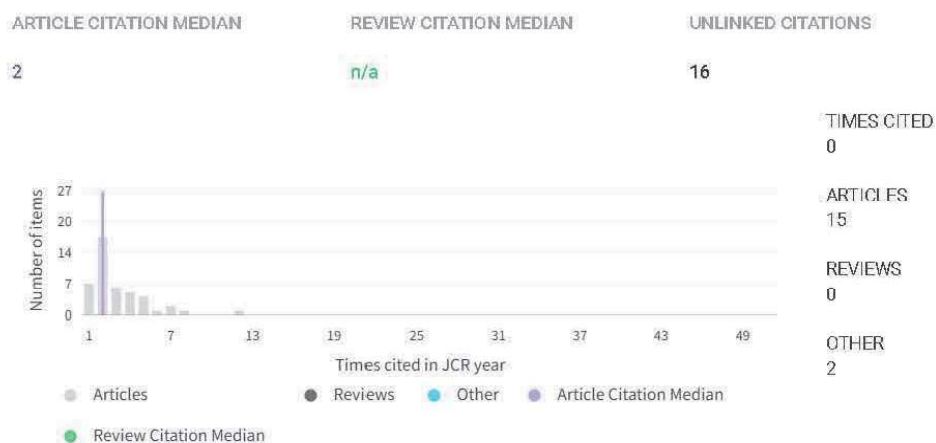 ARTICLE CITATION MEDIAN REVIEW CITATION MEDIAN UNLINKED CITATIONS
2 n/a 16
TIMES CITED
0
ARTICLES
15
REVIEWS
0
OTHER
2
Number of items
27
20
14
7
0
1 7 13 19 25 31 37 43 49
Times cited in JCR year
Articles Reviews Other Article Citation Median
Review Citation Median